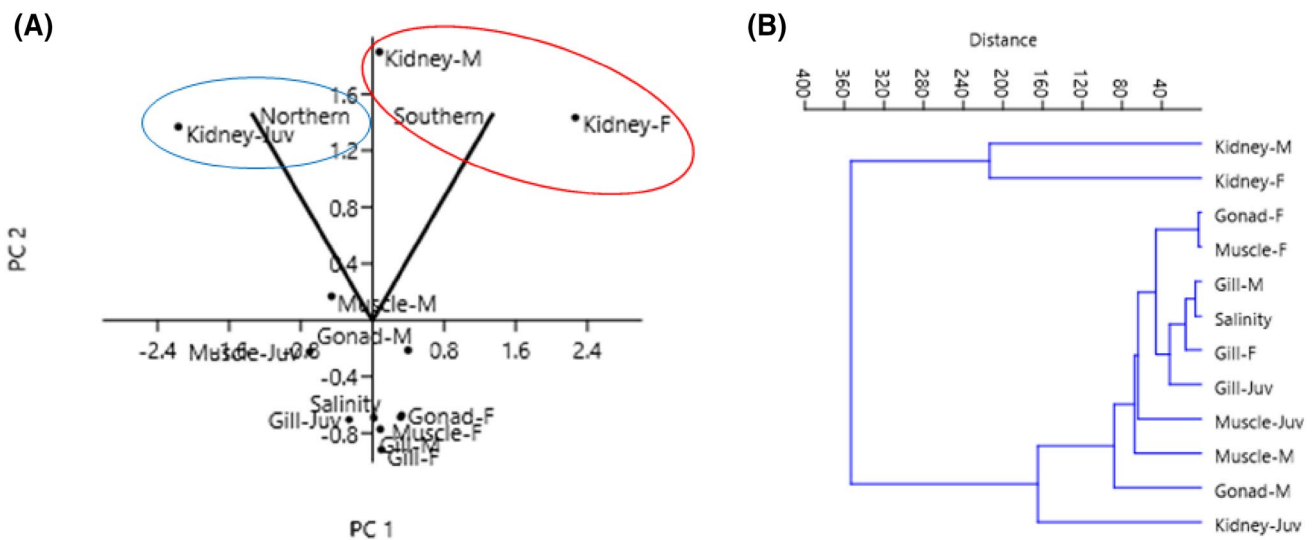 (A)
Kidney-M
1.6
Northern
Southern
Kidney-F
Kidney-Juv
1.2
0.8
PC 2
0.4
Muscle-M
Gonad-M
-2.4
-1.6
-0.8
0.8
1.6
2.4
Muscle-Juv
-0.4
Salinity
Gill-Juv
Gonad-F
-0.8
Muscle-F
Gill-M
Gill-F
PC 1
(B)
Distance
400
360
320
280
240
200
160
120
80
40
Kidney-M
Kidney-F
Gonad-F
Muscle-F
Gill-M
Salinity
Gill-F
Gill-Juv
Muscle-Juv
Muscle-M
Gonad-M
Kidney-Juv